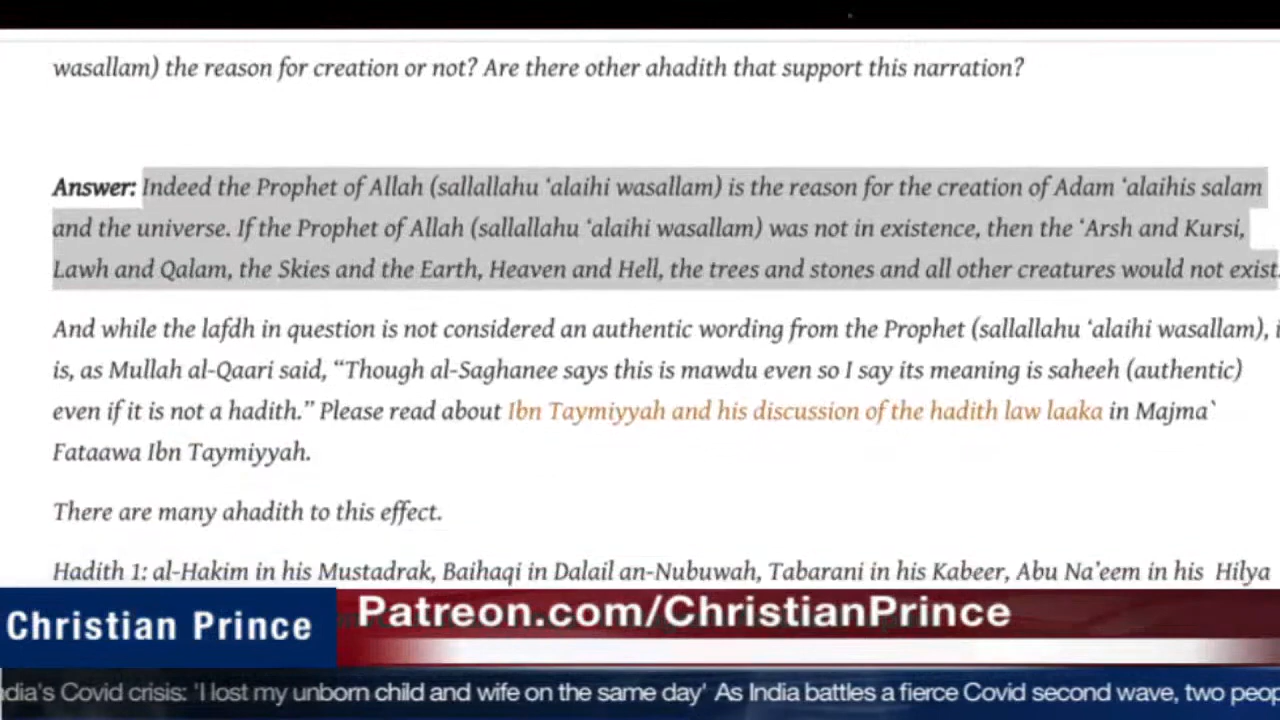 wasallam) the reason for creation or not? Are there other ahadith that support this narration?
Answer: Indeed the Prophet of Allah (sallallahu ‘alaihi wasallam) is the reason for the creation of Adam ‘alaihis salam
and the universe. If the Prophet of Allah (sallallahu ‘alaihi wasallam) was not in existence, then the ‘Arsh and Kursi,
Lawh and Qalam, the Skies and the Earth, Heaven and Hell, the trees and stones and all other creatures would not exist.
And while the lafdh in question is not considered an authentic wording from the Prophet (sallallahu ‘alaihi wasallam),
is, as Mullah al-Qaari said, “Though al-Saghanee says this is mawdu even so I say its meaning is saheeh (authentic)
even if it is not a hadith.” Please read about Ibn Taymiyyah and his discussion of the hadith law laaka in Majma`
Fataawa Ibn Taymiyyah.
There are many ahadith to this effect.
Hadith 1: al-Hakim in his Mustadrak, Baihaqi in Dalail an-Nubuwah, Tabarani in his Kabeer, Abu Na’eem in his Hilya
Christian Prince
Patreon.com/ChristianPrince
dia's Covid crisis: 'I lost my unborn child and wife on the same day' As India battles a fierce Covid second wave, two peop